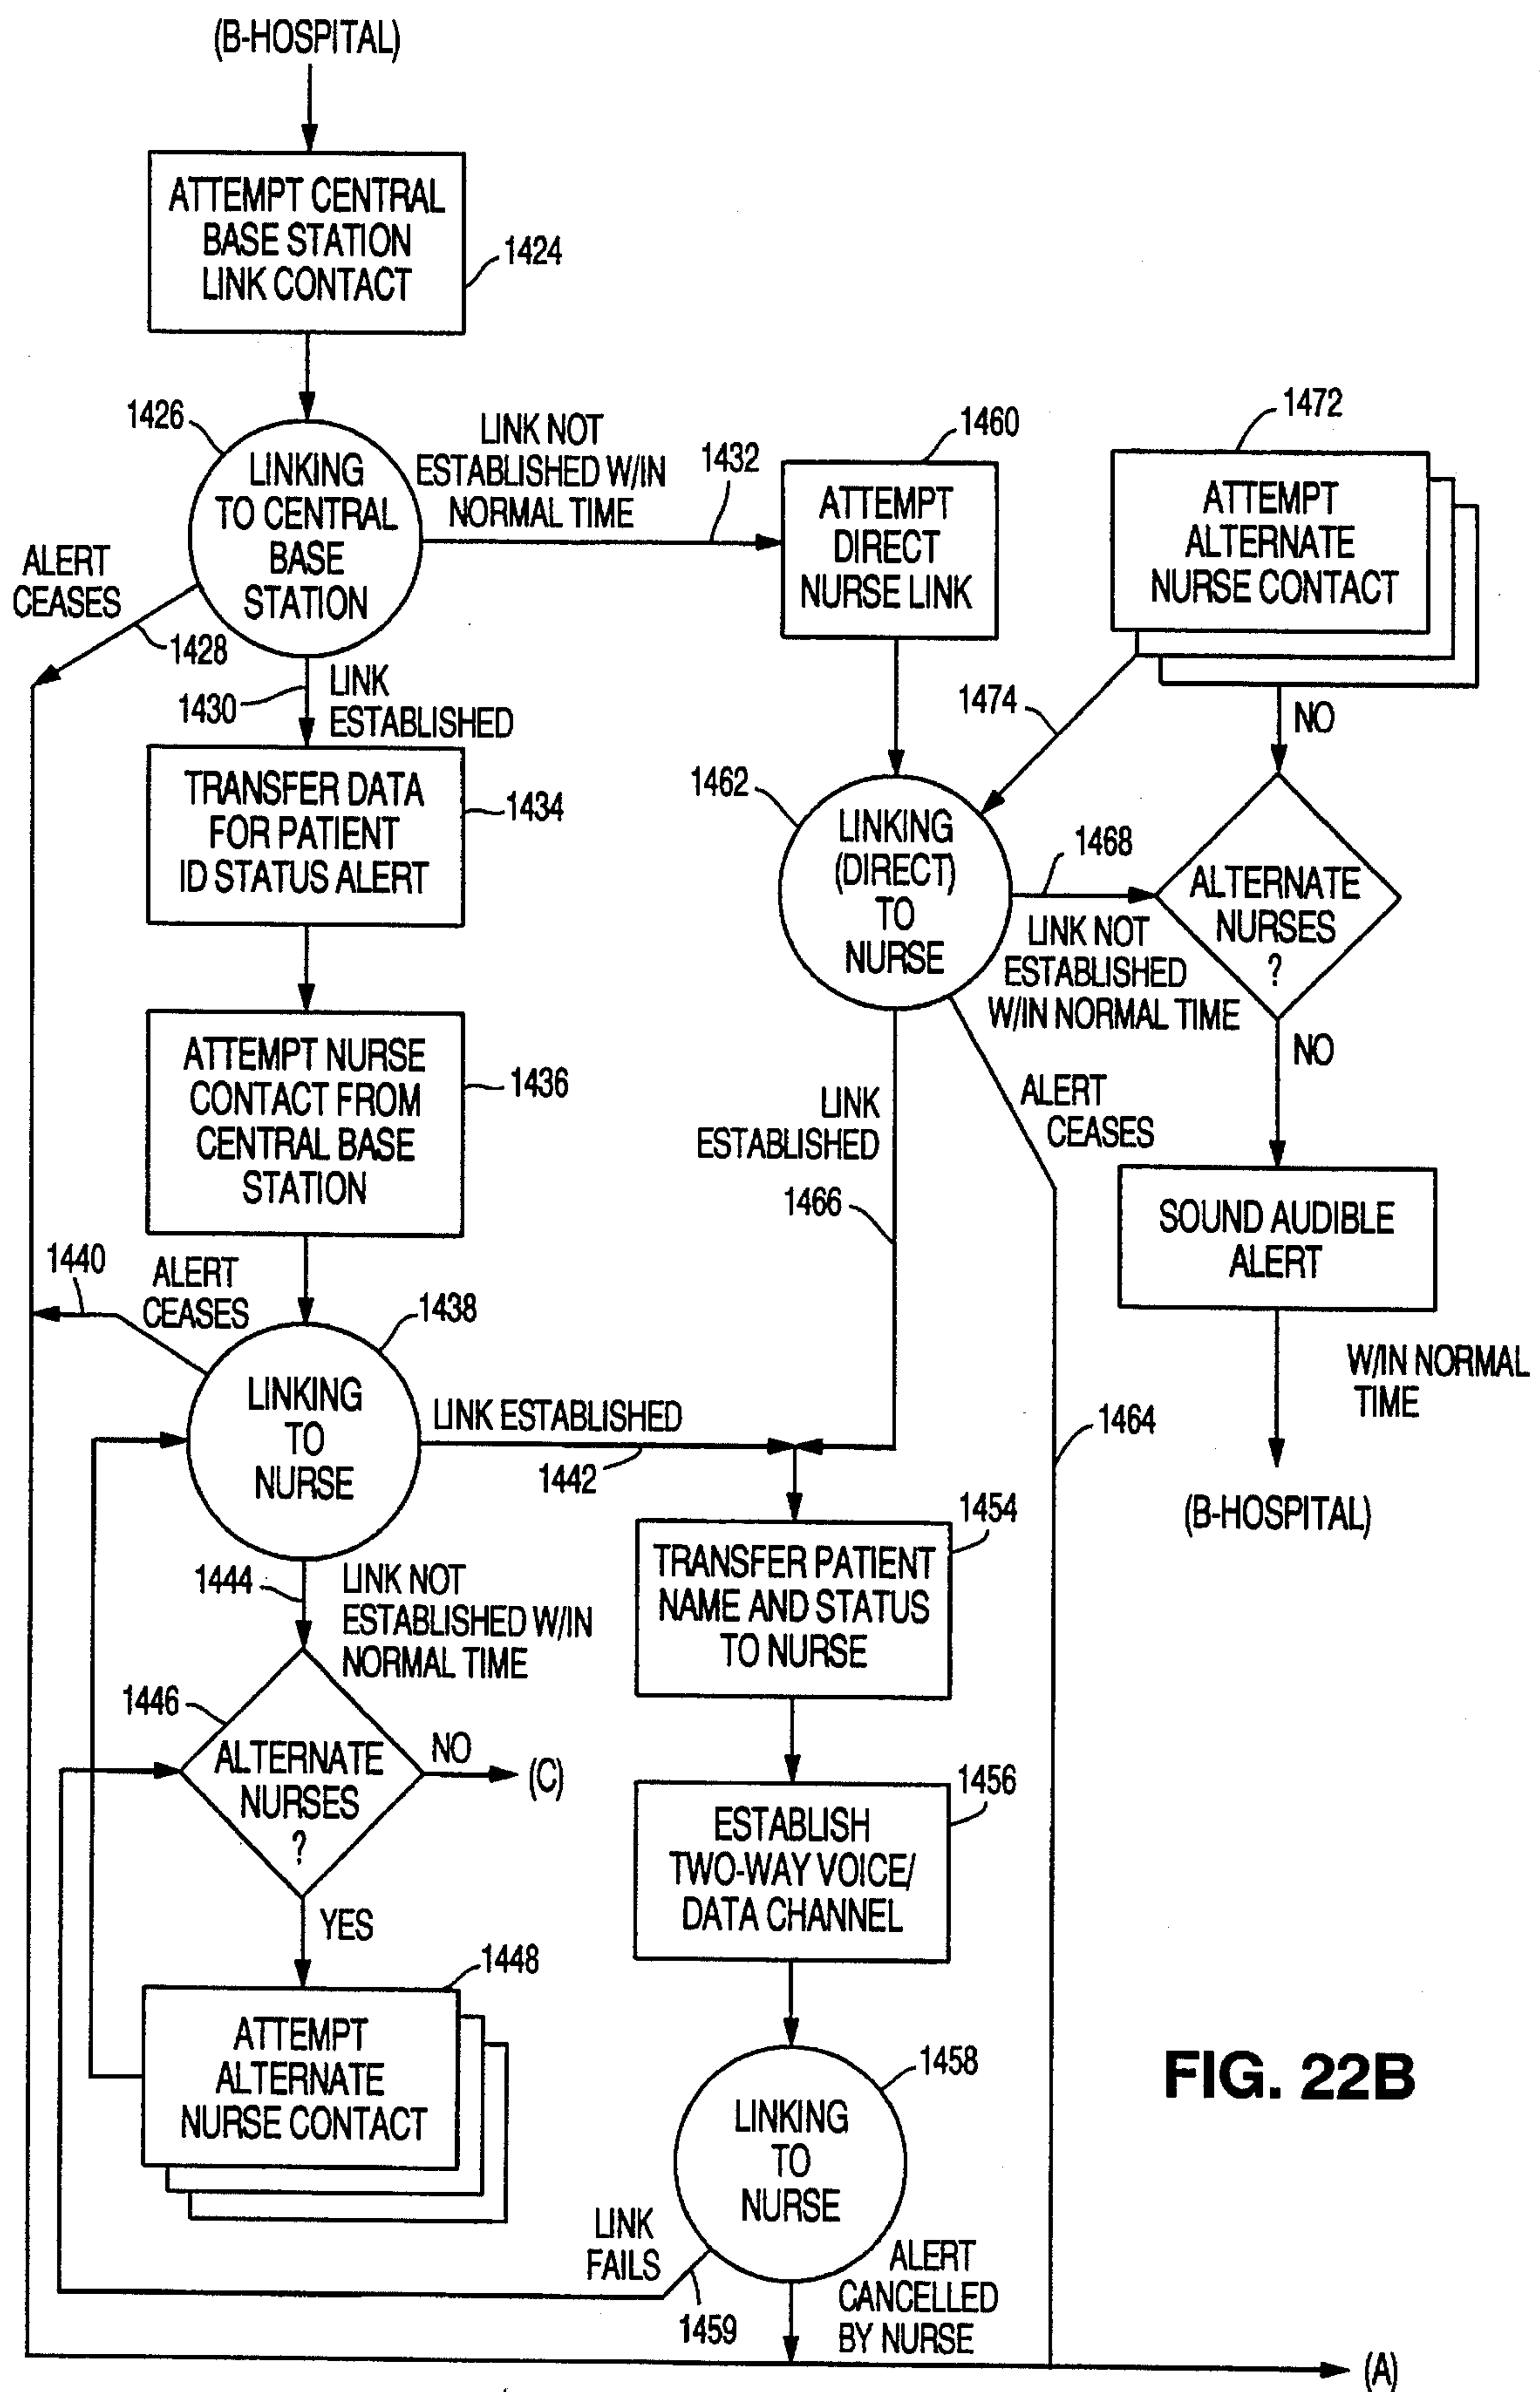 (B-HOSPITAL)
ATTEMPT CENTRAL
BASE STATION
LINK CONTACT
1424
1426
LINKING
TO CENTRAL
BASE
STATION
LINK NOT
ESTABLISHED W/IN
NORMAL TIME
1432
ALERT
CEASES
1428
1430
LINK
ESTABLISHED
1460
ATTEMPT
DIRECT
NURSE LINK
1472
ATTEMPT
ALTERNATE
NURSE CONTACT
1474
NO
TRANSFER DATA
FOR PATIENT
ID STATUS ALERT
1434
1462
LINKING
(DIRECT)
TO
NURSE
1468
LINK NOT
ESTABLISHED
W/IN NORMAL TIME
ALTERNATE
NURSES
?
NO
ATTEMPT NURSE
CONTACT FROM
CENTRAL BASE
STATION
1436
LINK
ESTABLISHED
1466
ALERT
CEASES
SOUND AUDIBLE
ALERT
1440
ALERT
CEASES
1438
LINKING
TO
NURSE
LINK ESTABLISHED
1442
1464
W/IN NORMAL
TIME
(B-HOSPITAL)
1444
LINK NOT
ESTABLISHED W/IN
NORMAL TIME
1454
TRANSFER PATIENT
NAME AND STATUS
TO NURSE
1446
ALTERNATE
NURSES
?
NO
(C)
YES
1456
ESTABLISH
TWO-WAY VOICE/
DATA CHANNEL
1448
ATTEMPT
ALTERNATE
NURSE CONTACT
1458
LINKING
TO
NURSE
LINK
FAILS
1459
ALERT
CANCELLED
BY NURSE
(A)
FIG. 22B